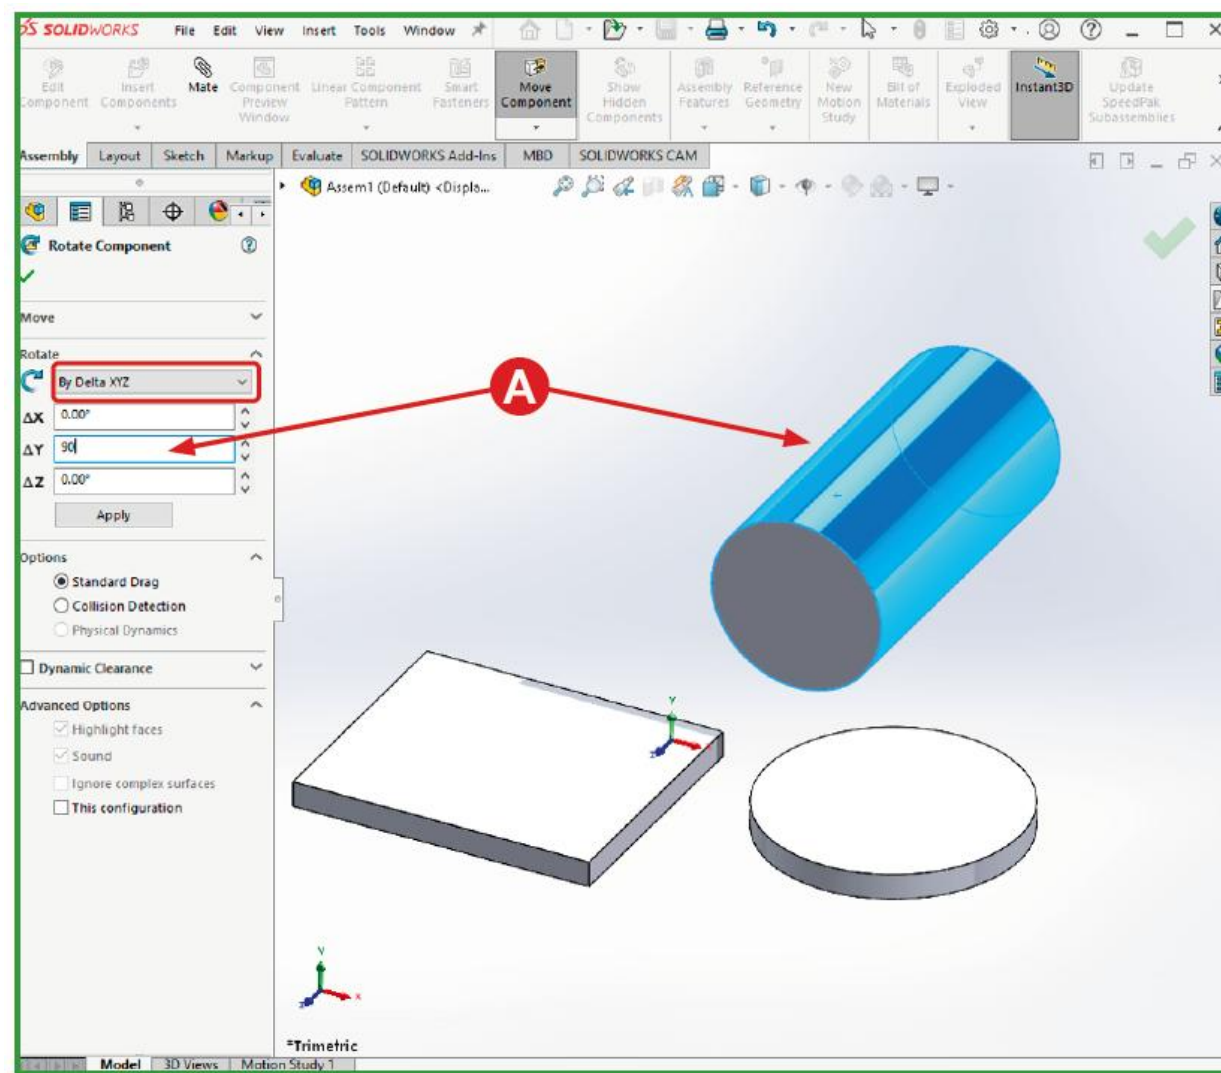 SOLIDWORKS File Edit View Insert Tools Window
Edit Component
Insert Components
Mate
Component Preview Window
Linear Component Pattern
Smart Fasteners
Move Component
Show Hidden Components
Assembly Features
Reference Geometry
New Motion Study
Bill of Materials
Exploded View
Instant3D
Update SpeedPak Subassemblies
Assembly Layout Sketch Markup Evaluate SOLIDWORKS Add-Ins MBD SOLIDWORKS CAM
Assem1 (Default) <Displa...
Rotate Component
Move
Rotate
By Delta XYZ
ΔX 0.00°
ΔY 90
ΔZ 0.00°
Apply
A
Options
Standard Drag
Collision Detection
Physical Dynamics
Dynamic Clearance
Advanced Options
Highlight faces
Sound
Ignore complex surfaces
This configuration
Y
X
Z
Y
X
Z
*Trimetric
Model 3D Views Motion Study 1